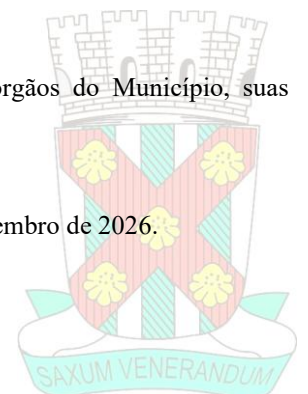 órgãos do Município, suas
embro de 2026.
SAXUM VENERANDUM